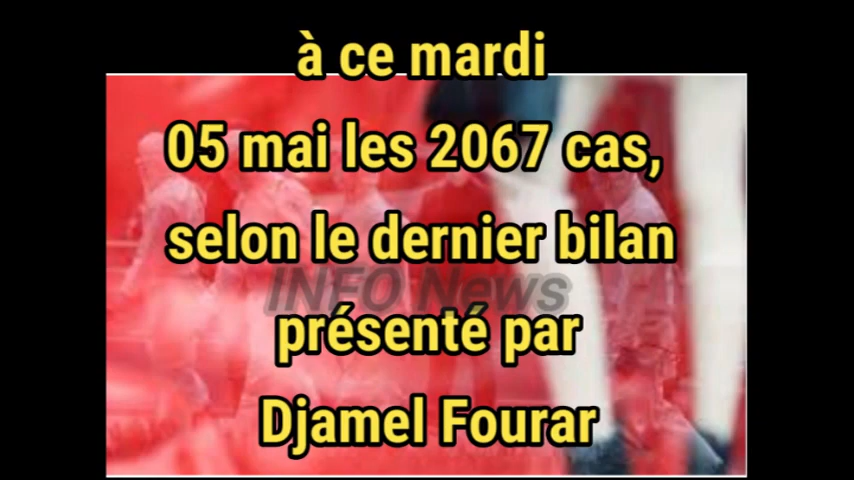 à ce mardi
05 mai les 2067 cas,
selon le dernier bilan
INFO News
présenté par
Djamel Fourar